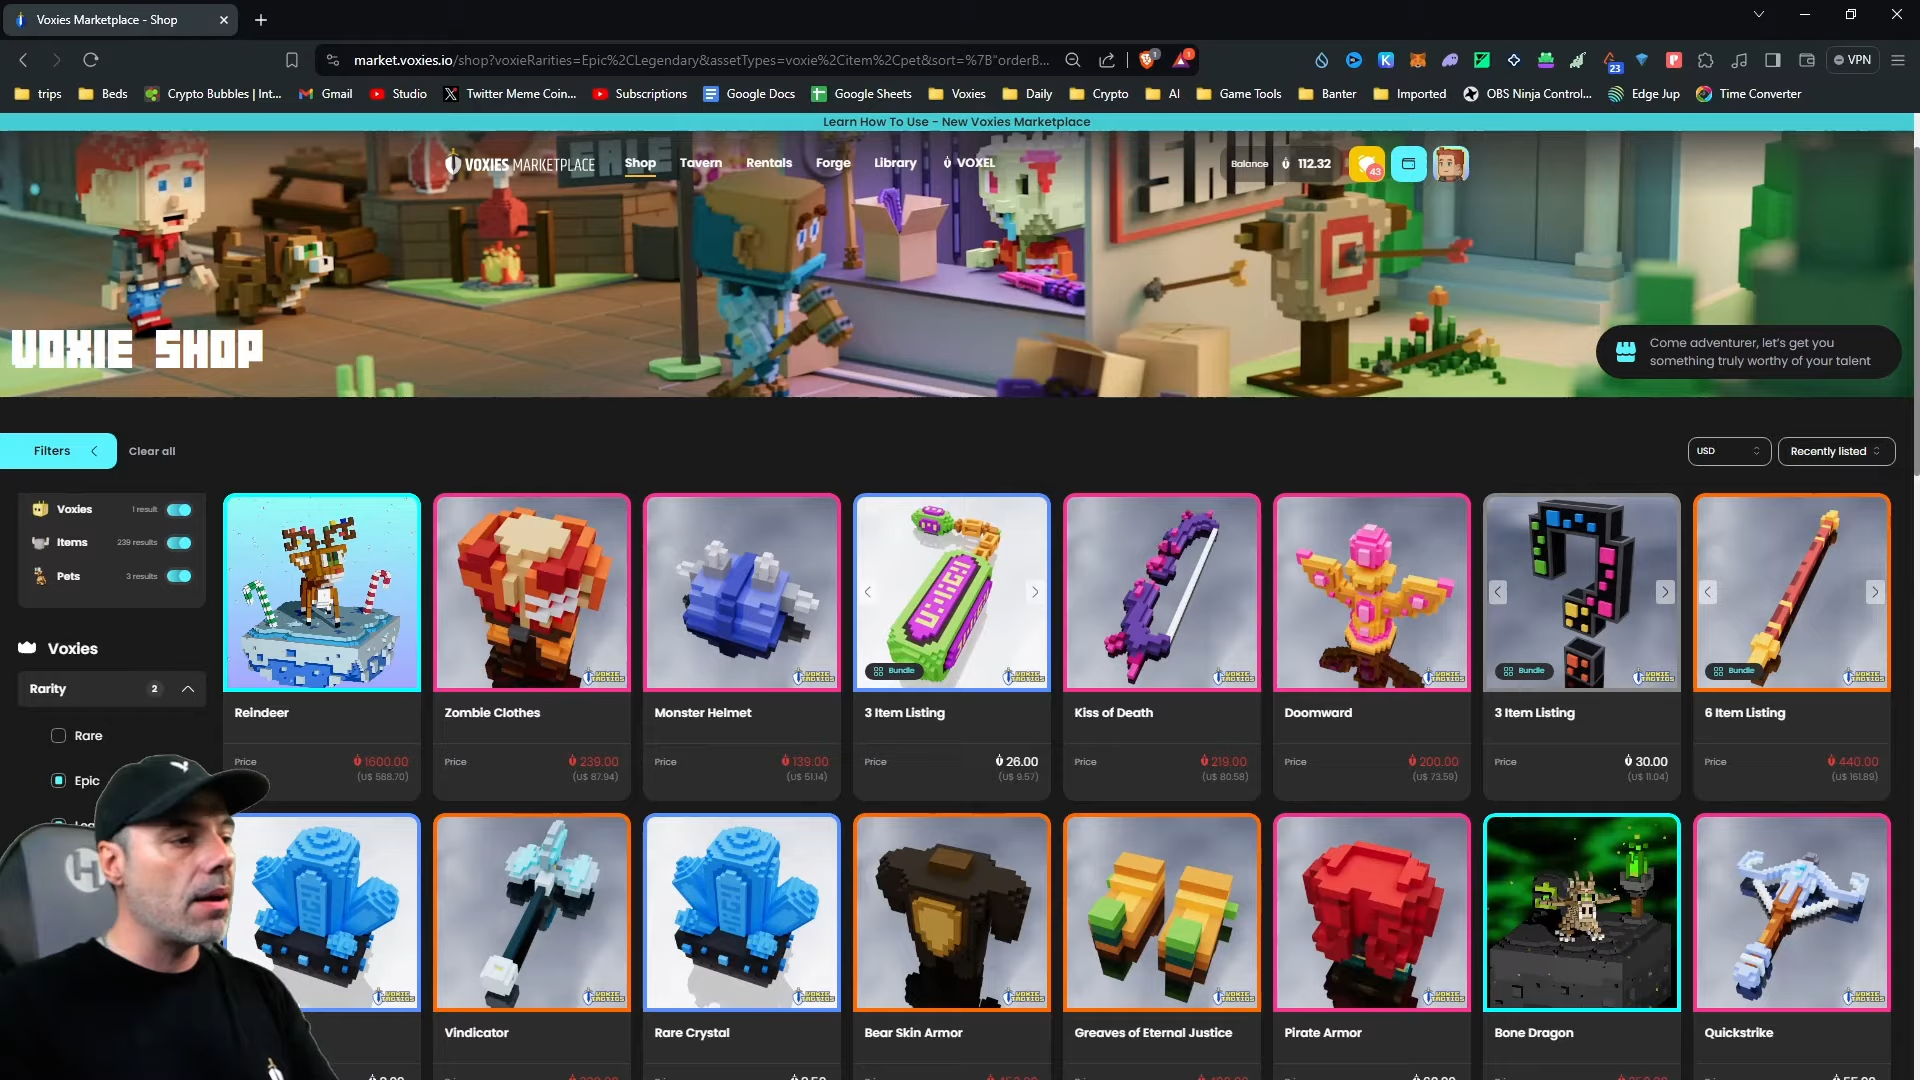 Voxies Marketplace - Shop
market.voxies.io/shop?voxieRarities=Epic%2CLegendary&assetTypes=voxie%2Citem%2Cpet&sort=%7B"orderB...
1
1
23
VPN
trips
Beds
Crypto Bubbles | Int...
Gmail
Studio
Twitter Meme Coin...
Subscriptions
Google Docs
Google Sheets
Voxies
Daily
Crypto
AI
Game Tools
Banter
Imported
OBS Ninja Control...
Edge Jup
Time Converter
Learn How To Use - New Voxies Marketplace
VOXIES MARKETPLACE
Shop
Tavern
Rentals
Forge
Library
VOXEL
Balance
112.32
43
VOXIE SHOP
Come adventurer, let's get you
something truly worthy of your talent
Filters
Clear all
USD
Recently listed
Voxies
1 result
Items
239 results
Pets
3 results
Voxies
Rarity
2
Rare
Epic
Bundle
Bundle
Bundle
Reindeer
Zombie Clothes
Monster Helmet
3 Item Listing
Kiss of Death
Doomward
3 Item Listing
6 Item Listing
Price
1600.00
(U$ 588.70)
Price
239.00
(U$ 87.94)
Price
139.00
(U$ 51.14)
Price
26.00
(U$ 9.57)
Price
219.00
(U$ 80.58)
Price
200.00
(U$ 73.59)
Price
30.00
(U$ 11.04)
Price
440.00
(U$ 161.89)
Vindicator
Rare Crystal
Bear Skin Armor
Greaves of Eternal Justice
Pirate Armor
Bone Dragon
Quickstrike